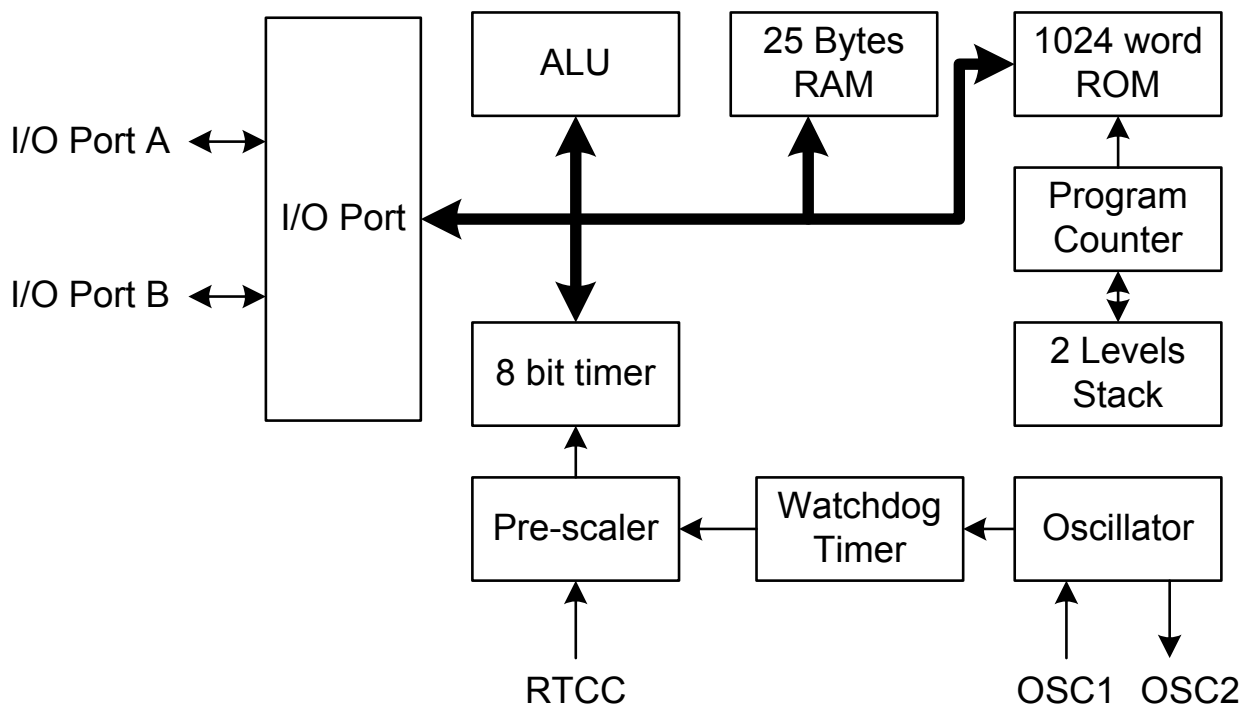 ALU
25 Bytes
RAM
1024 word
ROM
I/O Port A
I/O Port
I/O Port B
Program
Counter
8 bit timer
2 Levels
Stack
Pre-scaler
Watchdog
Timer
Oscillator
RTCC
OSC1
OSC2